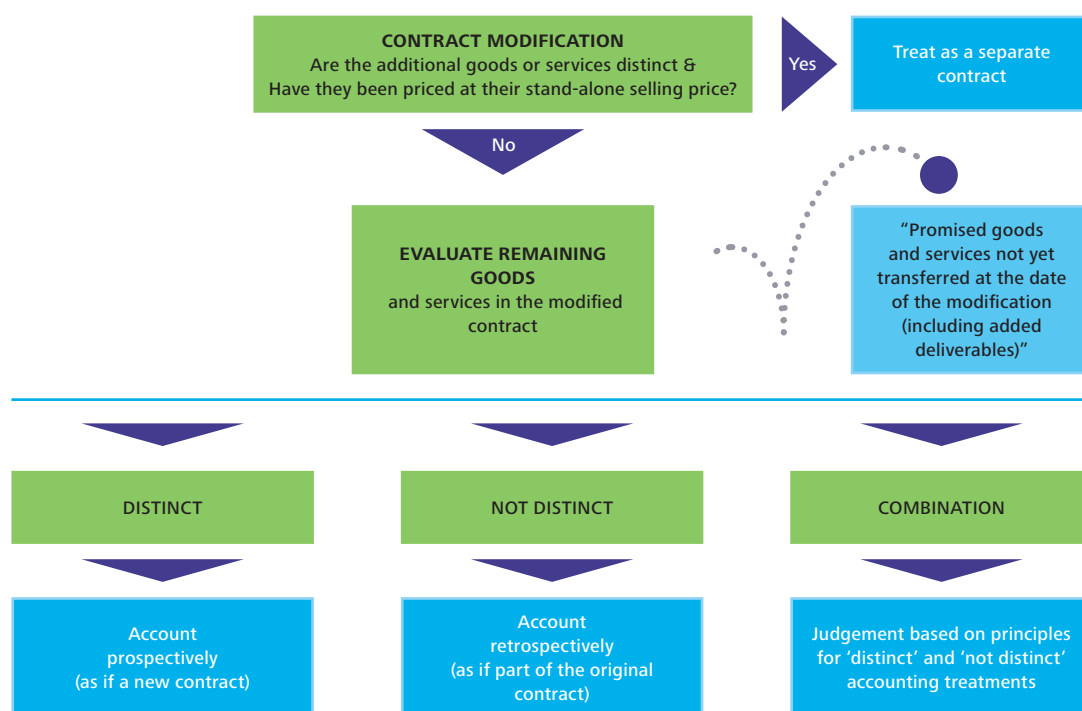 CONTRACT MODIFICATION
Are the additional goods or services distinct &
Have they been priced at their stand-alone selling price?
Yes
Treat as a separate
contract
No
EVALUATE REMAINING
GOODS
and services in the modified
contract
“Promised goods
and services not yet
transferred at the date
of the modification
(including added
deliverables)”
DISTINCT
NOT DISTINCT
COMBINATION
Account
prospectively
(as if a new contract)
Account
retrospectively
(as if part of the original
contract)
Judgement based on principles
for ‘distinct’ and ‘not distinct’
accounting treatments